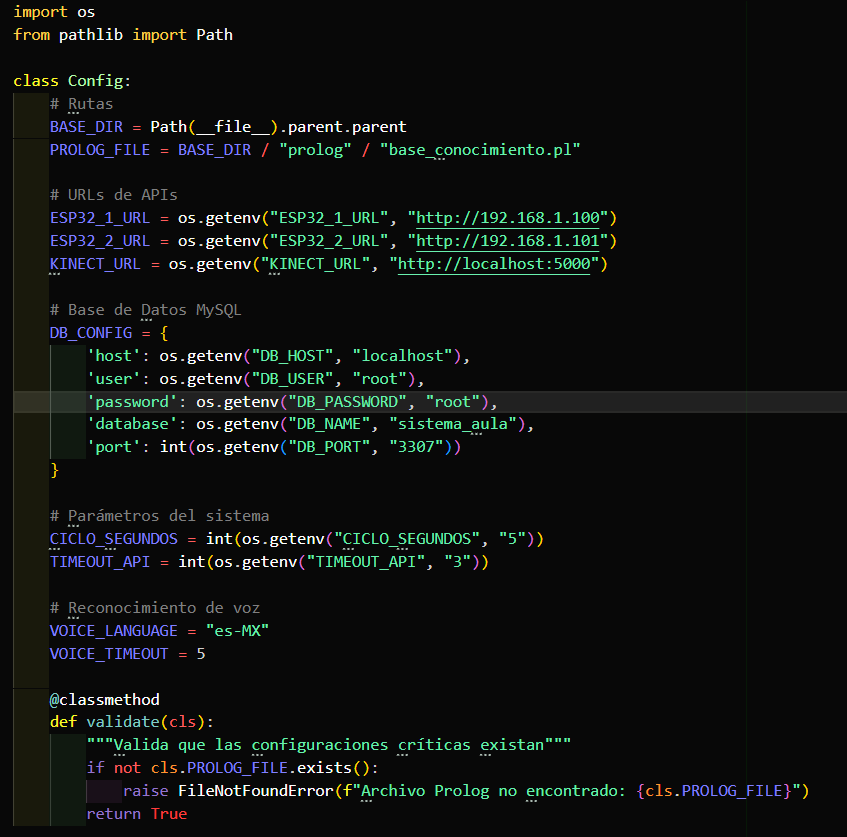 import os
from pathlib import Path
class Config:
# Rutas
BASE_DIR = Path(__file__).parent.parent
PROLOG_FILE = BASE_DIR / "prolog" / "base_conocimiento.pl"
# URLs de APIs
ESP32_1_URL = os.getenv("ESP32_1_URL", "http://192.168.1.100")
ESP32_2_URL = os.getenv("ESP32_2_URL", "http://192.168.1.101")
KINECT_URL = os.getenv("KINECT_URL", "http://localhost:5000")
# Base de Datos MySQL
DB_CONFIG = {
'host': os.getenv("DB_HOST", "localhost"),
'user': os.getenv("DB_USER", "root"),
'password': os.getenv("DB_PASSWORD", "root"),
'database': os.getenv("DB_NAME", "sistema_aula"),
'port': int(os.getenv("DB_PORT", "3307"))
}
# Parámetros del sistema
CICLO_SEGUNDOS = int(os.getenv("CICLO_SEGUNDOS", "5"))
TIMEOUT_API = int(os.getenv("TIMEOUT_API", "3"))
# Reconocimiento de voz
VOICE_LANGUAGE = "es-MX"
VOICE_TIMEOUT = 5
@classmethod
def validate(cls):
"""Valida que las configuraciones críticas existan"""
if not cls.PROLOG_FILE.exists():
raise FileNotFoundError(f"Archivo Prolog no encontrado: {cls.PROLOG_FILE}")
return True